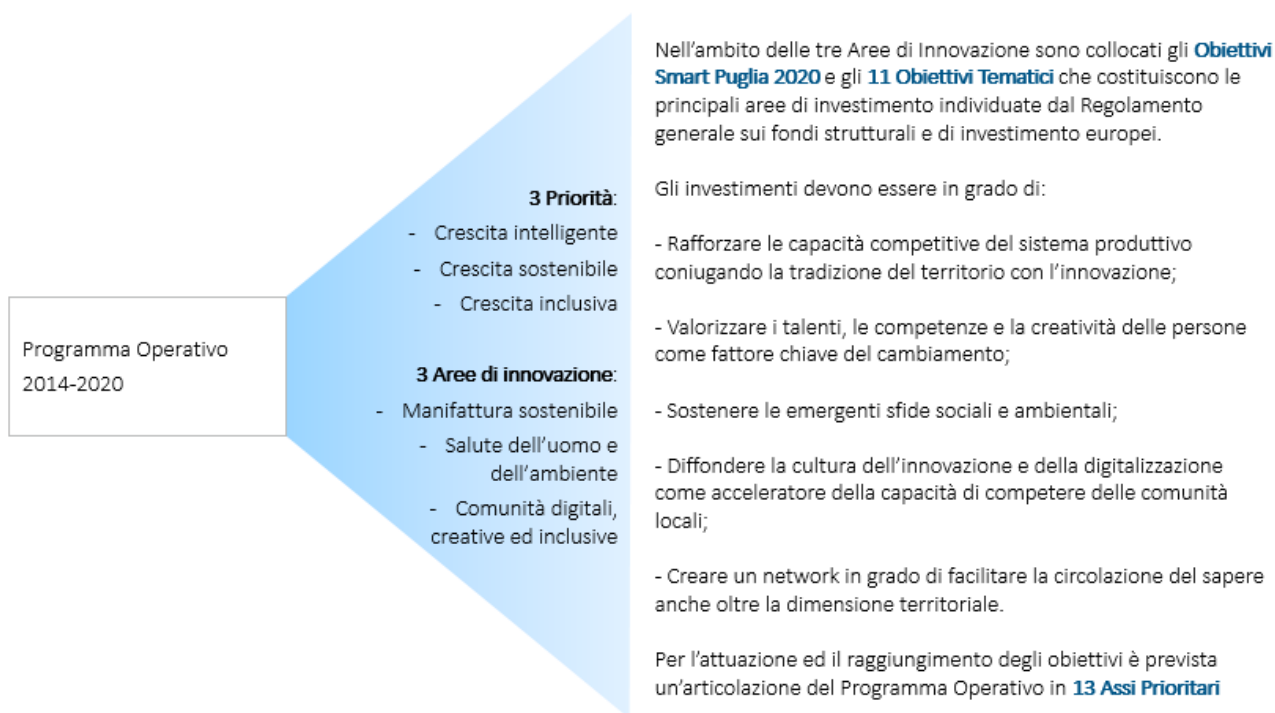 Programma Operativo
2014-2020
3 Priorità:
- Crescita intelligente
- Crescita sostenibile
- Crescita inclusiva
3 Aree di innovazione:
- Manifattura sostenibile
- Salute dell'uomo e
dell'ambiente
- Comunità digitali,
creative ed inclusive
Nell'ambito delle tre Aree di Innovazione sono collocati gli Obiettivi
Smart Puglia 2020 e gli 11 Obiettivi Tematici che costituiscono le
principali aree di investimento individuate dal Regolamento
generale sui fondi strutturali e di investimento europei.
Gli investimenti devono essere in grado di:
- Rafforzare le capacità competitive del sistema produttivo
coniugando la tradizione del territorio con l'innovazione;
- Valorizzare i talenti, le competenze e la creatività delle persone
come fattore chiave del cambiamento;
- Sostenere le emergenti sfide sociali e ambientali;
- Diffondere la cultura dell'innovazione e della digitalizzazione
come acceleratore della capacità di competere delle comunità
locali;
- Creare un network in grado di facilitare la circolazione del sapere
anche oltre la dimensione territoriale.
Per l'attuazione ed il raggiungimento degli obiettivi è prevista
un'articolazione del Programma Operativo in 13 Assi Prioritari